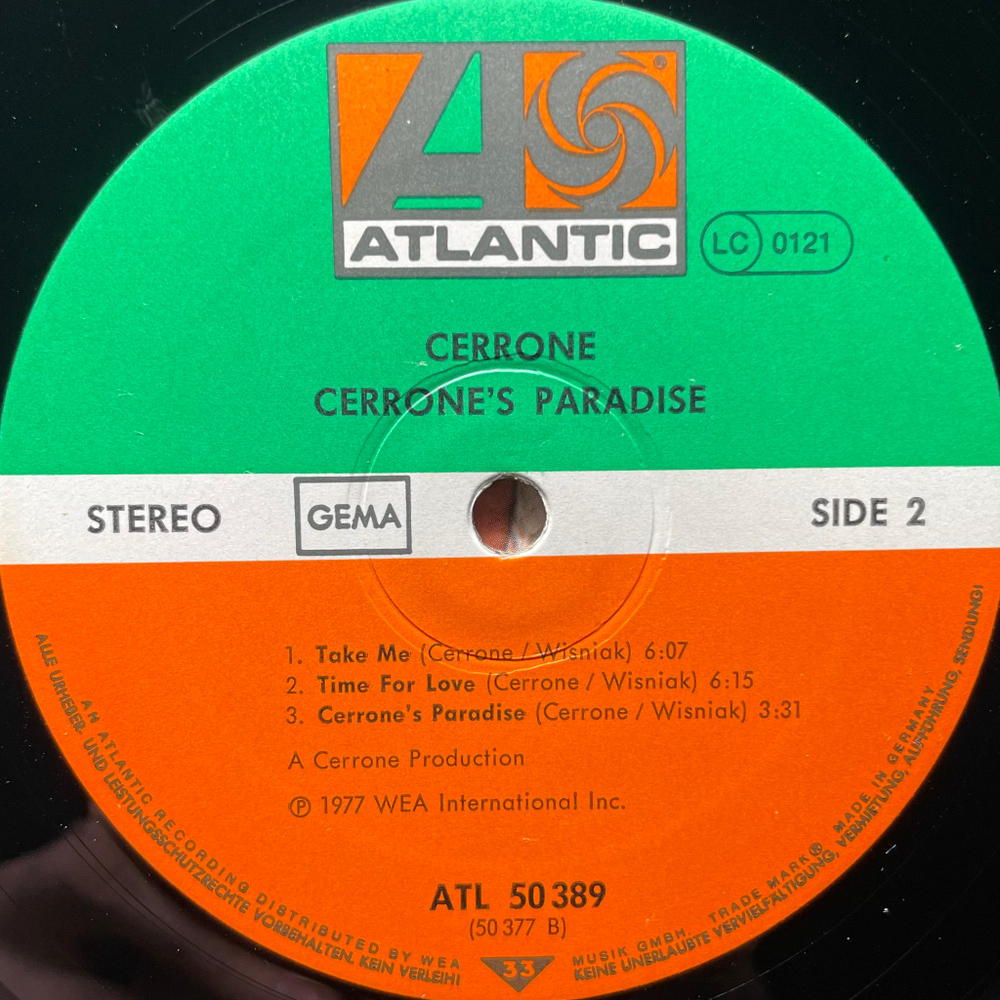 ATLANTIC
LC 0121
CERRONE
CERRONE'S PARADISE
STEREO
GEMA
SIDE 2
1. Take Me (Cerrone / Wisniak) 6:07
2. Time For Love (Cerrone / Wisniak) 6:15
3. Cerrone's Paradise (Cerrone / Wisniak) 3:31
A Cerrone Production
℗ 1977 WEA International Inc.
ATL 50 389
(50 377 B)
33
AN ATLANTIC RECORDING DISTRIBUTED BY WEA MUSIK GMBH. TRADE MARK® MADE IN GERMANY
ALLE URHEBER- UND LEISTUNGSSCHUTZRECHTE VORBEHALTEN. KEIN VERLEIH! KEINE UNERLAUBTE VERVIELFÄLTIGUNG, VERMIETUNG, AUFFÜHRUNG, SENDUNG!